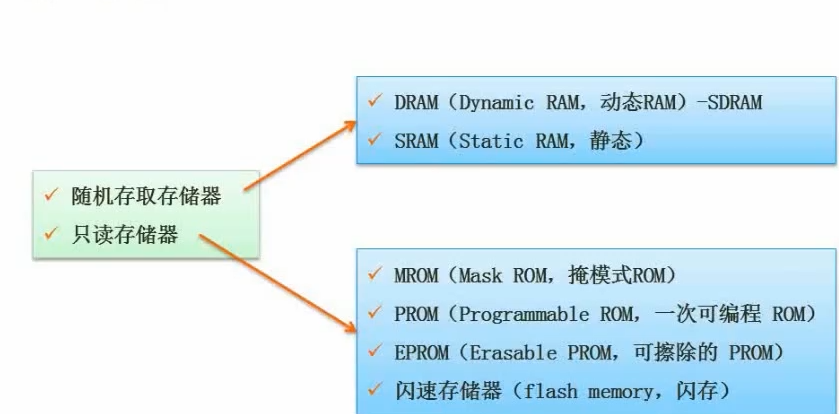 随机存取存储器
只读存储器
DRAM（Dynamic RAM，动态RAM）-SDRAM
SRAM（Static RAM，静态）
MROM（Mask ROM，掩模式ROM）
PROM（Programmable ROM，一次可编程 ROM）
EPROM（Erasable PROM，可擦除的 PROM）
闪速存储器（flash memory，闪存）